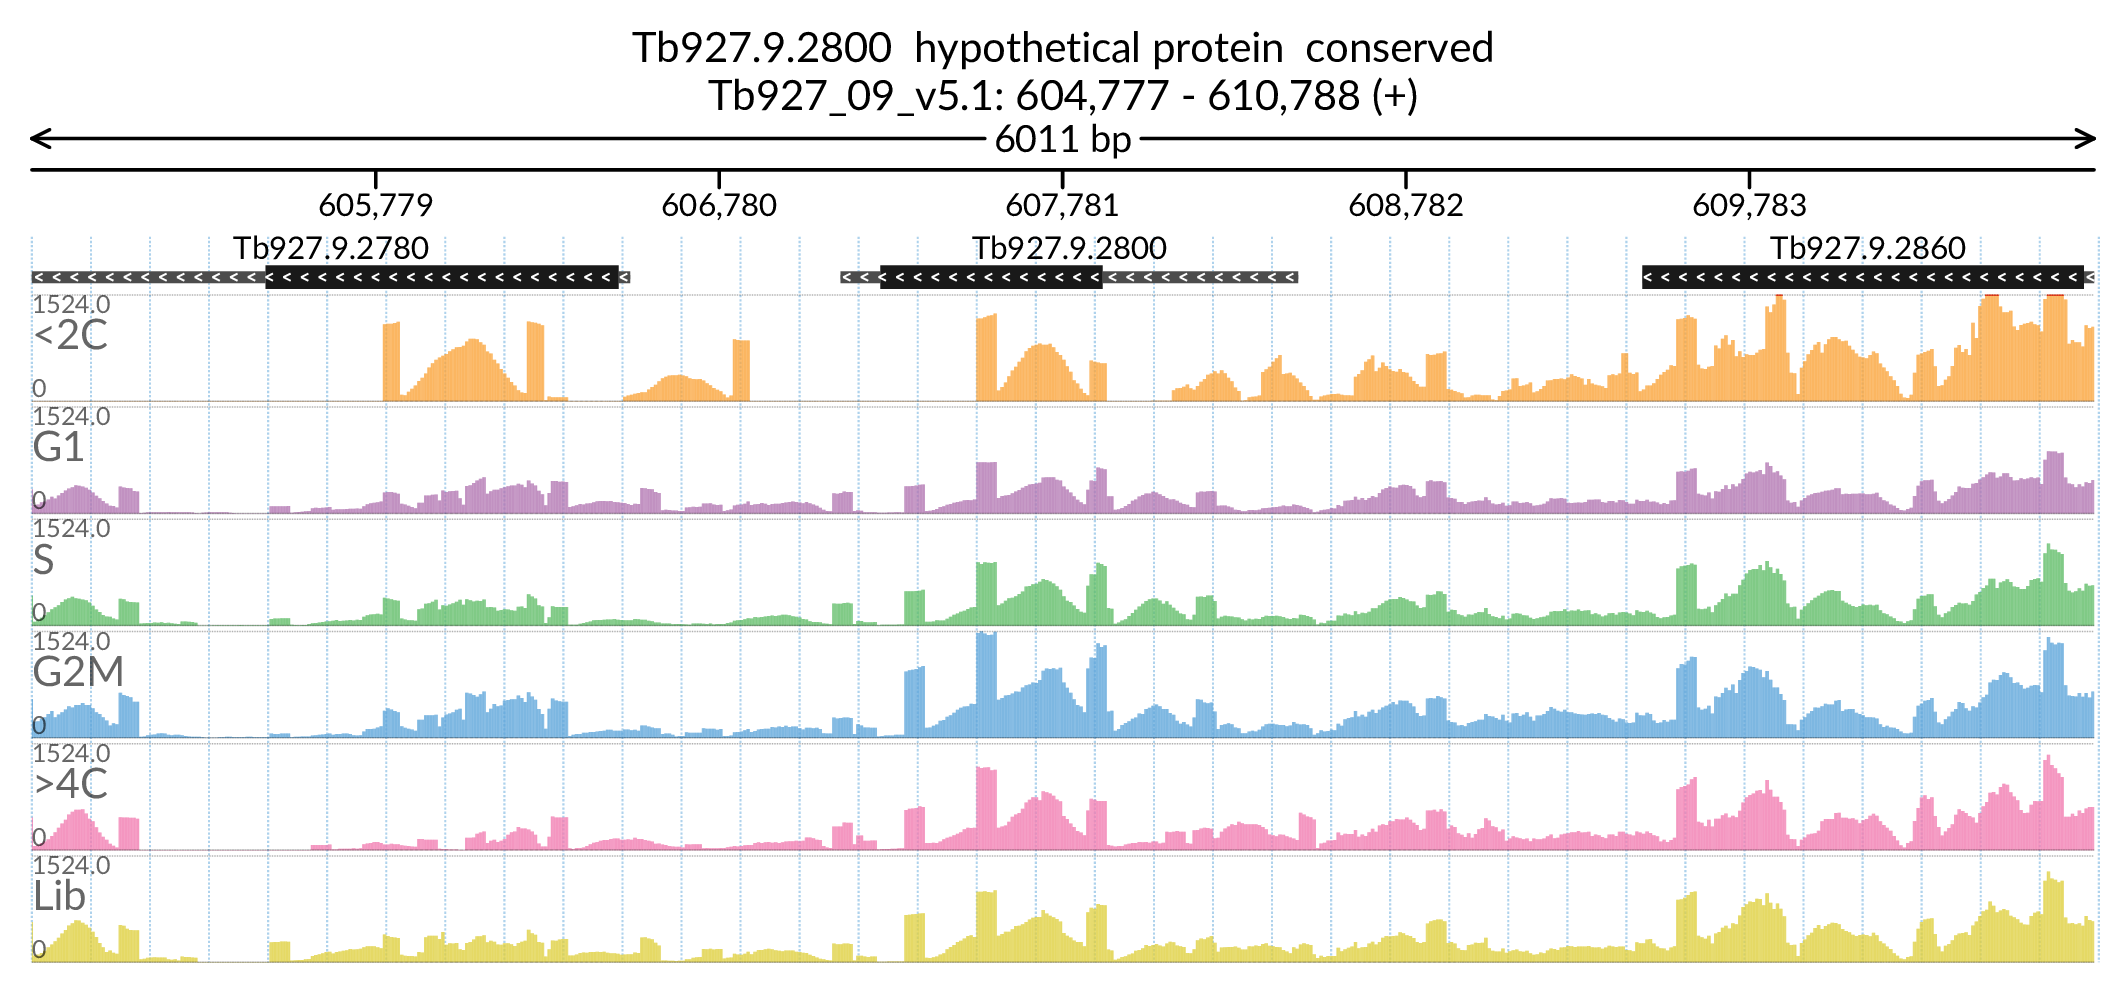 Tb927.9.2800  hypothetical protein  conserved
Tb927_09_v5.1: 604,777 - 610,788 (+)
6011 bp
605,779 606,780 607,781 608,782 609,783
Tb927.9.2780 Tb927.9.2800 Tb927.9.2860
1524.0
<2C
0
1524.0
G1
0
1524.0
S
0
1524.0
G2M
0
1524.0
>4C
0
1524.0
Lib
0